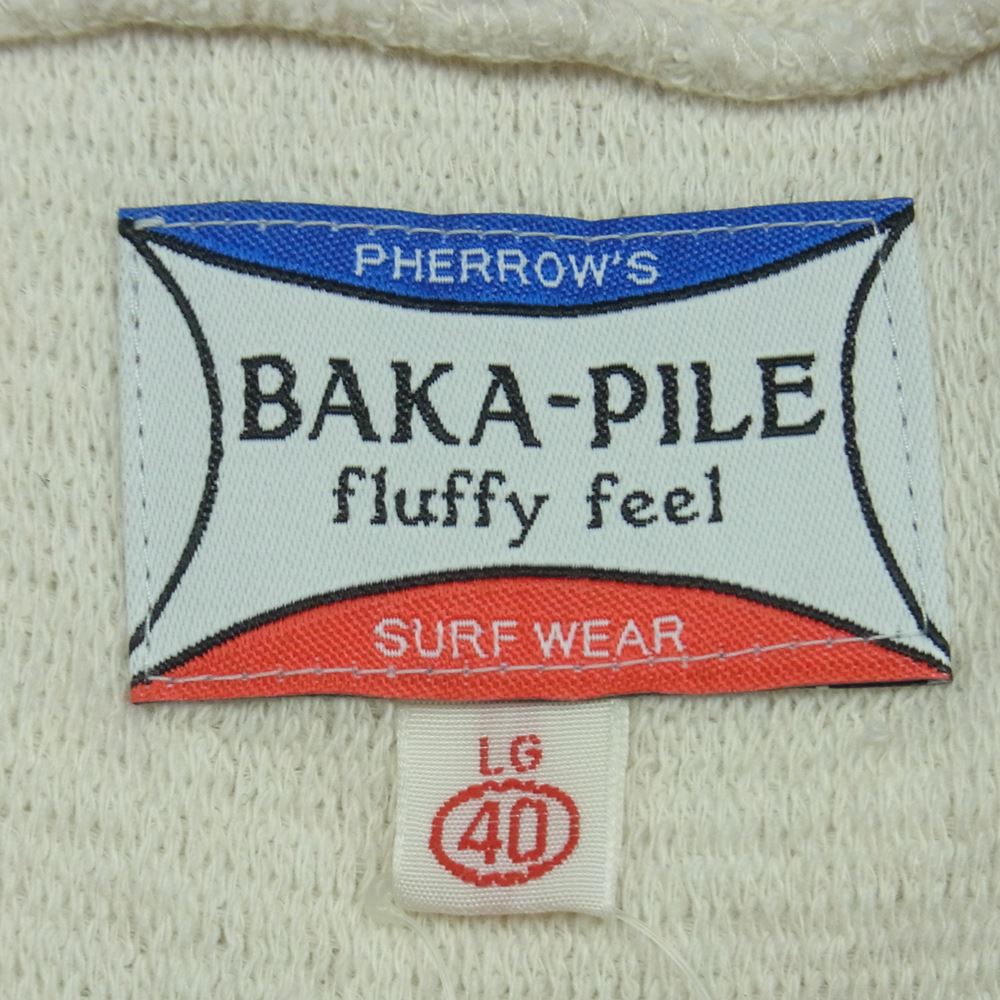 PHERROW'S
BAKA-PILE
fluffy feel
SURF WEAR
LG
40